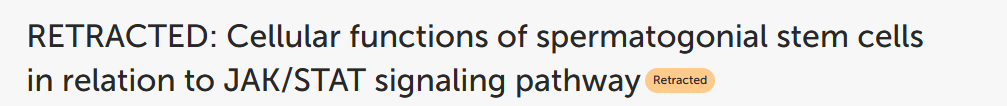 RETRACTED: Cellular functions of spermatogonial stem cells
in relation to JAK/STAT signaling pathway Retracted